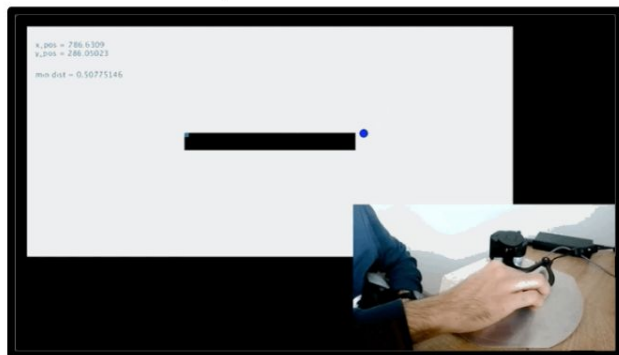 x_pos = 786.6309
y_pos = 286.05023
min dist = 0.50775146